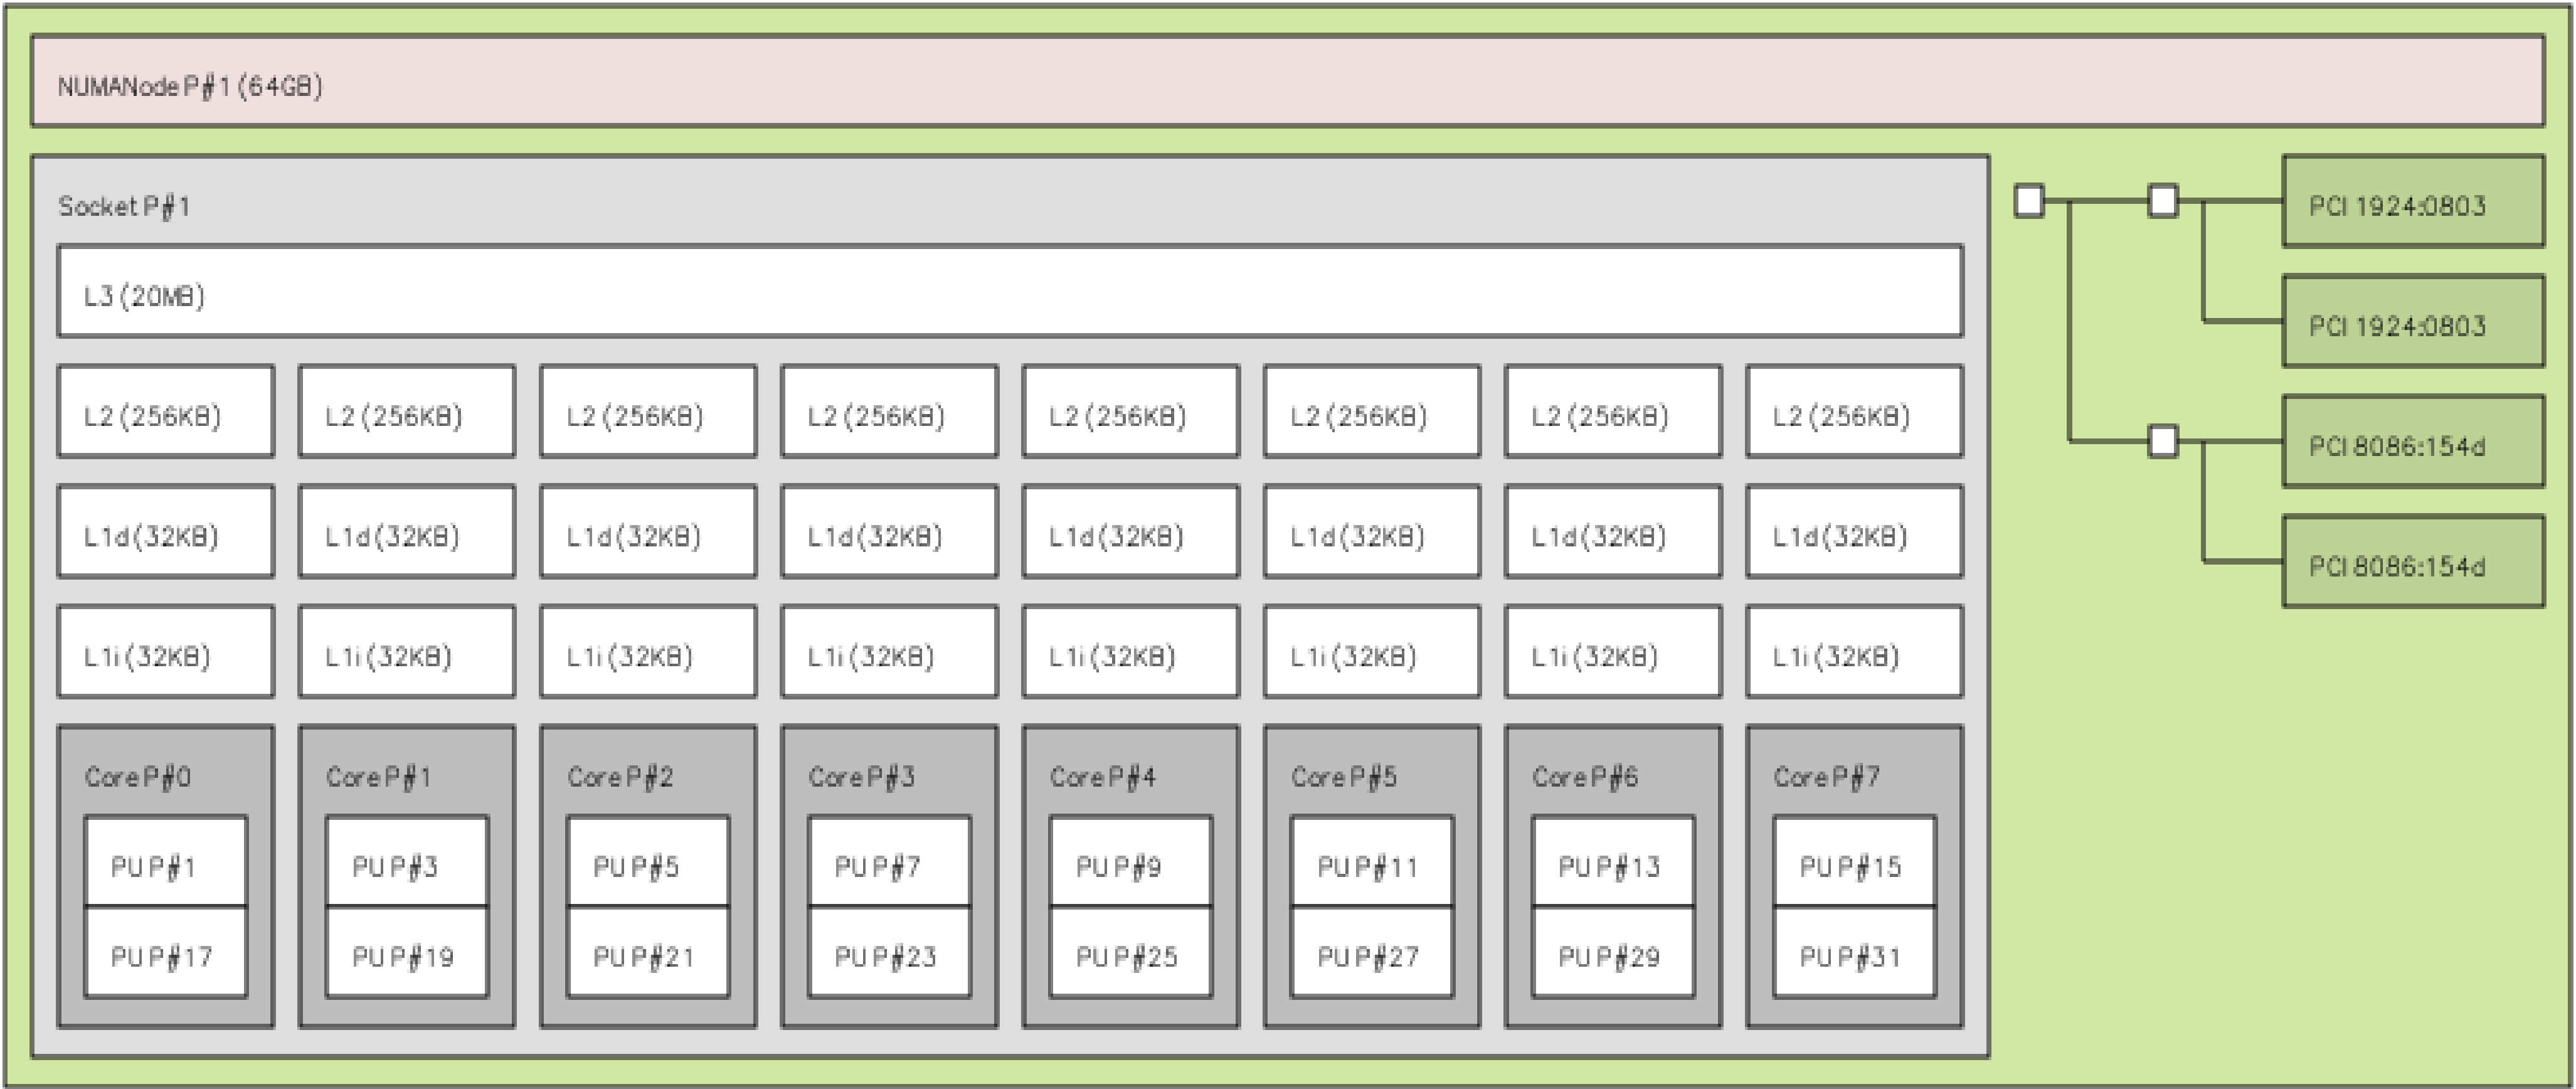 NUMANode P#1 (64GB)
Socket P#1
PCI 1924:0803
L3 (20MB)
PCI 1924:0803
L2 (256KB) L2 (256KB) L2 (256KB) L2 (256KB) L2 (256KB) L2 (256KB) L2 (256KB) L2 (256KB)
PCI 8086:154d
L1d (32KB) L1d (32KB) L1d (32KB) L1d (32KB) L1d (32KB) L1d (32KB) L1d (32KB) L1d (32KB)
PCI 8086:154d
L1i (32KB) L1i (32KB) L1i (32KB) L1i (32KB) L1i (32KB) L1i (32KB) L1i (32KB) L1i (32KB)
Core P#0 Core P#1 Core P#2 Core P#3 Core P#4 Core P#5 Core P#6 Core P#7
PU P#1 PU P#3 PU P#5 PU P#7 PU P#9 PU P#11 PU P#13 PU P#15
PU P#17 PU P#19 PU P#21 PU P#23 PU P#25 PU P#27 PU P#29 PU P#31